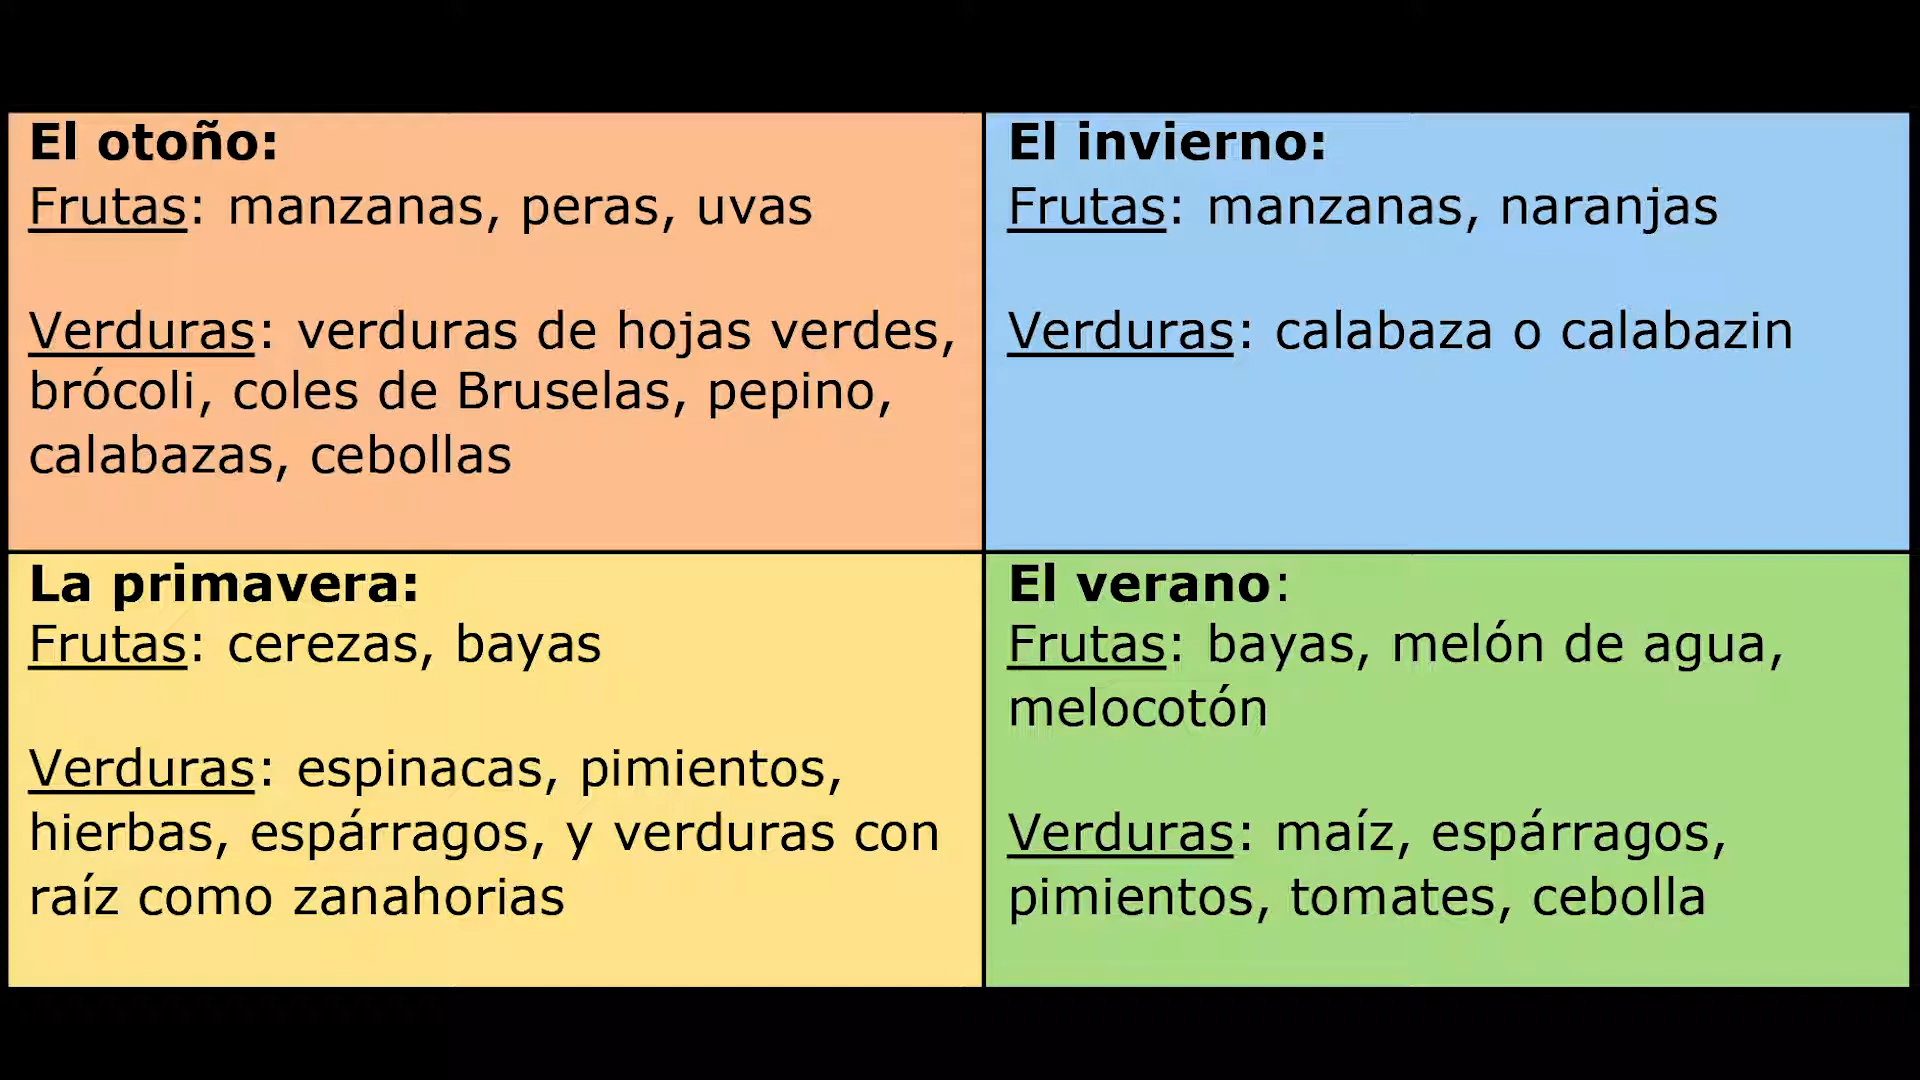 El otoño:
Frutas: manzanas, peras, uvas
Verduras: verduras de hojas verdes,
brócoli, coles de Bruselas, pepino,
calabazas, cebollas
El invierno:
Frutas: manzanas, naranjas
Verduras: calabaza o calabazin
La primavera:
Frutas: cerezas, bayas
Verduras: espinacas, pimientos,
hierbas, espárragos, y verduras con
raíz como zanahorias
El verano:
Frutas: bayas, melón de agua,
melocotón
Verduras: maíz, espárragos,
pimientos, tomates, cebolla